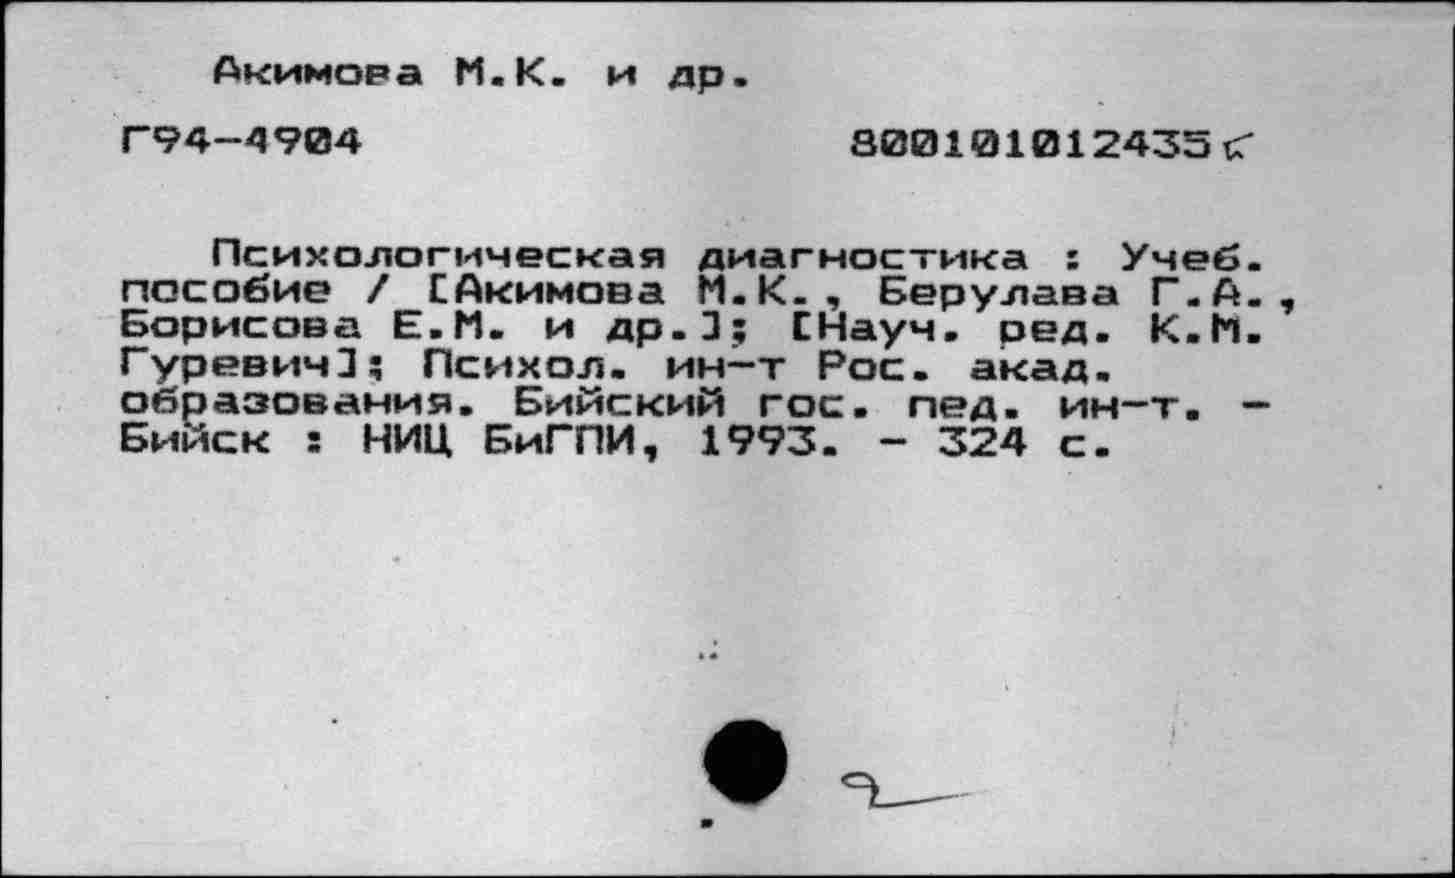 Акимова М.К. и др.
Г94-4904 800101012435
Психологическая диагностика : Учеб.
пособие / [Акимова М.К., Берулава Г.А.,
Борисова Е.М. и др.]; [Науч. ред. К.М.
Гуревич]; Психол. ин-т Рос. акад.
образования. Бийский гос. пед. ин-т. -
Бийск : НИЦ БиГПИ, 1993. - 324 с.